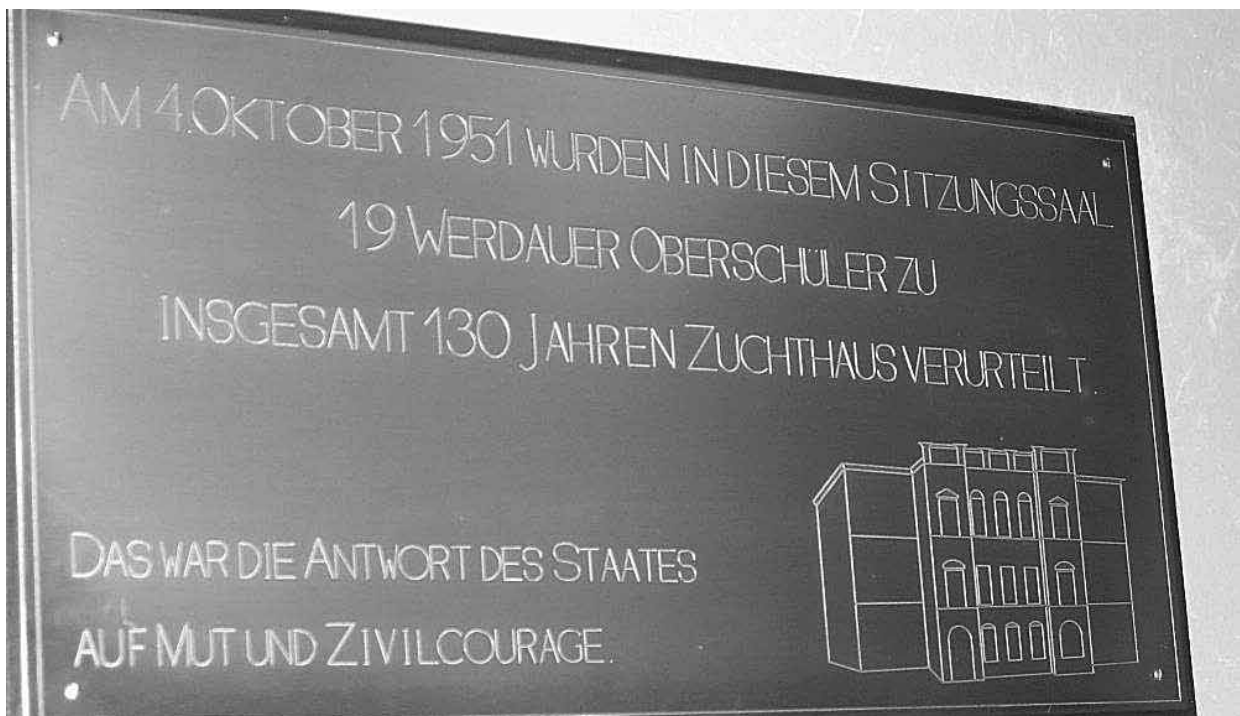 AM 4. OKTOBER 1951 WURDEN IN DIESEM SITZUNGSSAAL
19 WERDAUER OBERSCHÜLER ZU
INSGESAMT 130 JAHREN ZUCHTHAUS VERURTEILT.
DAS WAR DIE ANTWORT DES STAATES
AUF MUT UND ZIVILCOURAGE.